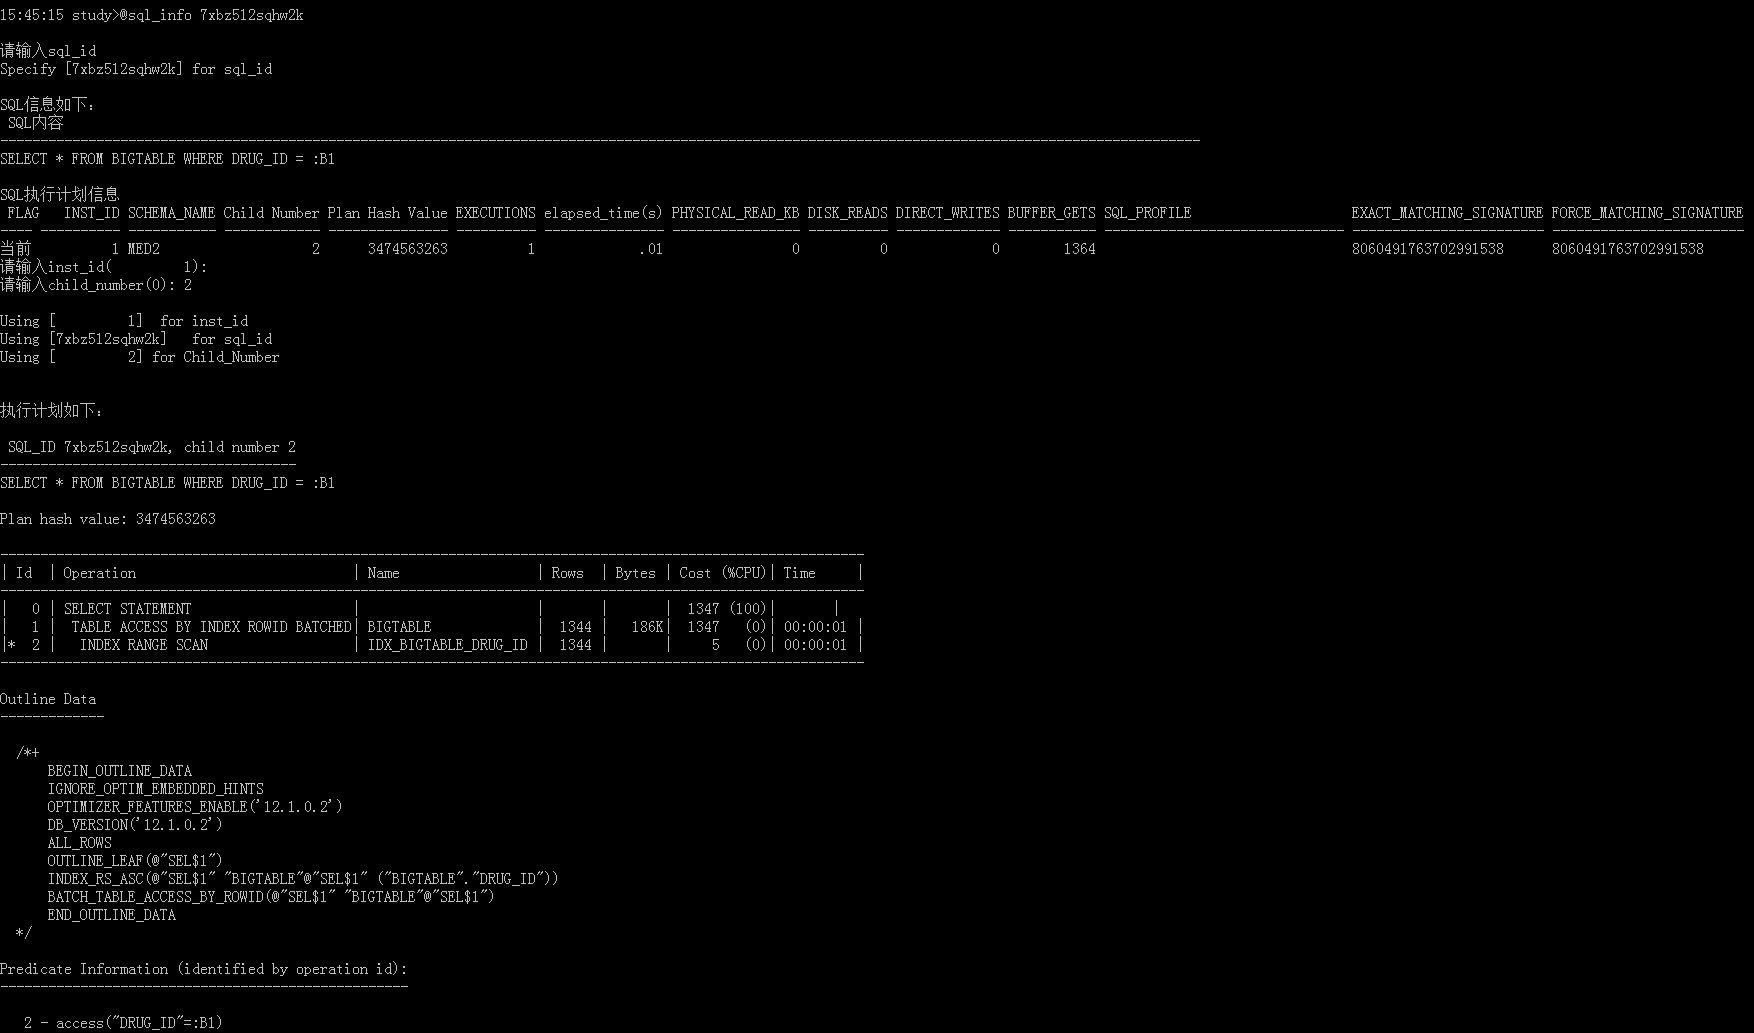 15:45:15 study>@sql_info 7xbz512sqhw2k
请输入sql_id
Specify [7xbz512sqhw2k] for sql_id
SQL信息如下:
 SQL内容
------------------------------------------------------------------------------------------------------------------------------------------------------
SELECT * FROM BIGTABLE WHERE DRUG_ID = :B1
SQL执行计划信息
 FLAG   INST_ID SCHEMA_NAME Child Number Plan Hash Value EXECUTIONS elapsed_time(s) PHYSICAL_READ_KB DISK_READS DIRECT_WRITES BUFFER_GETS SQL_PROFILE                    EXACT_MATCHING_SIGNATURE FORCE_MATCHING_SIGNATURE
---- ---------- ----------- ------------ --------------- ---------- --------------- ---------------- ---------- ------------- ----------- ------------------------------ ------------------------ ------------------------
当前          1 MED2                   2      3474563263          1             .01                0          0             0        1364                                8060491763702991538      8060491763702991538
请输入inst_id(         1):
请输入child_number(0): 2
Using [         1]  for inst_id
Using [7xbz512sqhw2k]   for sql_id
Using [         2] for Child_Number
执行计划如下:
 SQL_ID 7xbz512sqhw2k, child number 2
-------------------------------------
SELECT * FROM BIGTABLE WHERE DRUG_ID = :B1
Plan hash value: 3474563263
------------------------------------------------------------------------------------------------------------
| Id  | Operation                           | Name                 | Rows  | Bytes | Cost (%CPU)| Time     |
------------------------------------------------------------------------------------------------------------
|   0 | SELECT STATEMENT                    |                      |       |       |  1347 (100)|       |
|   1 |  TABLE ACCESS BY INDEX ROWID BATCHED| BIGTABLE             |  1344 |   186K|  1347   (0)| 00:00:01 |
|*  2 |   INDEX RANGE SCAN                  | IDX_BIGTABLE_DRUG_ID |  1344 |       |     5   (0)| 00:00:01 |
------------------------------------------------------------------------------------------------------------
Outline Data
-------------
  /*+
      BEGIN_OUTLINE_DATA
      IGNORE_OPTIM_EMBEDDED_HINTS
      OPTIMIZER_FEATURES_ENABLE('12.1.0.2')
      DB_VERSION('12.1.0.2')
      ALL_ROWS
      OUTLINE_LEAF(@"SEL$1")
      INDEX_RS_ASC(@"SEL$1" "BIGTABLE"@"SEL$1" ("BIGTABLE"."DRUG_ID"))
      BATCH_TABLE_ACCESS_BY_ROWID(@"SEL$1" "BIGTABLE"@"SEL$1")
      END_OUTLINE_DATA
  */
Predicate Information (identified by operation id):
---------------------------------------------------
   2 - access("DRUG_ID"=:B1)